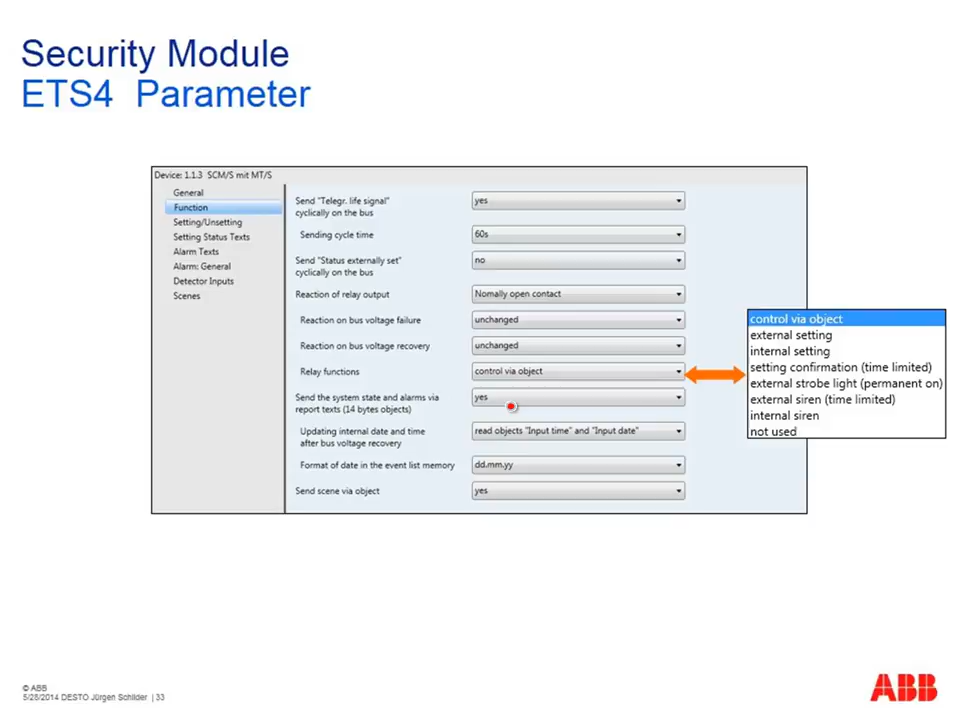 Security Module
ETS4 Parameter
Device: 1.1.3 SCM/S mit MT/S
General
Function
Setting/Unsetting
Setting Status Texts
Alarm Texts
Alarm: General
Detector Inputs
Scenes
Send "Telegr. life signal"
cyclically on the bus
yes
Sending cycle time
60s
Send "Status externally set"
cyclically on the bus
no
Reaction of relay output
Nomally open contact
Reaction on bus voltage failure
unchanged
Reaction on bus voltage recovery
unchanged
Relay functions
control via object
Send the system state and alarms via
report texts (14 bytes objects)
yes
Updating internal date and time
after bus voltage recovery
read objects "Input time" and "Input date"
Format of date in the event list memory
dd.mm.yy
Send scene via object
yes
control via object
external setting
internal setting
setting confirmation (time limited)
external strobe light (permanent on)
external siren (time limited)
internal siren
not used
© ABB
5/28/2014 DESTO Jürgen Schilder | 33
ABB